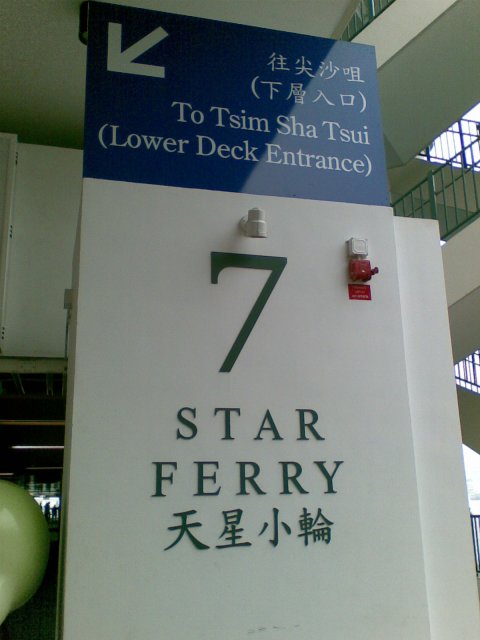 往尖沙咀
(下層入口)
To Tsim Sha Tsui
(Lower Deck Entrance)
7
STAR
FERRY
天星小輪